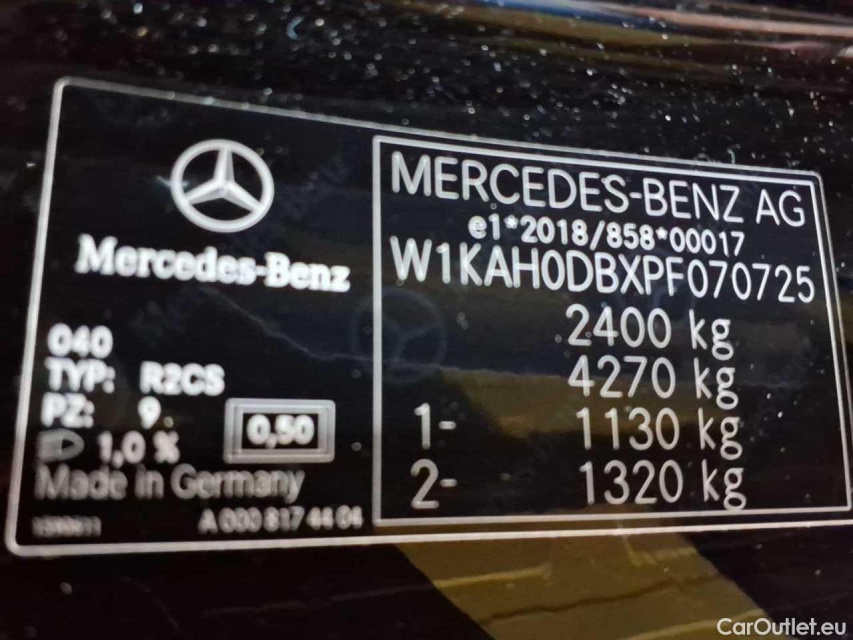 Mercedes-Benz
040
TYP: R2CS
PZ: 9
1,0 %
0,50
Made in Germany
A 000 817 44 04
MERCEDES-BENZ AG
e1*2018/858*00017
W1KAH0DBXPF070725
2400 kg
4270 kg
1- 1130 kg
2- 1320 kg
CarOutlet.eu